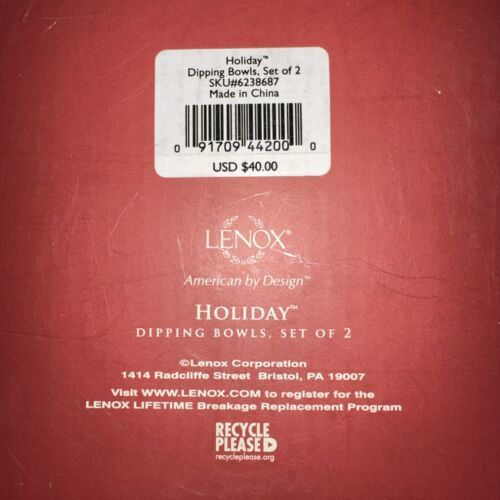 Holiday™
Dipping Bowls, Set of 2
SKU#6238687
Made in China
0 91709 44200 0
USD $40.00
LENOX®
American by Design™
HOLIDAY™
DIPPING BOWLS, SET OF 2
©Lenox Corporation
1414 Radcliffe Street Bristol, PA 19007
Visit WWW.LENOX.COM to register for the
LENOX LIFETIME Breakage Replacement Program
RECYCLE
PLEASE
recycleplease.org